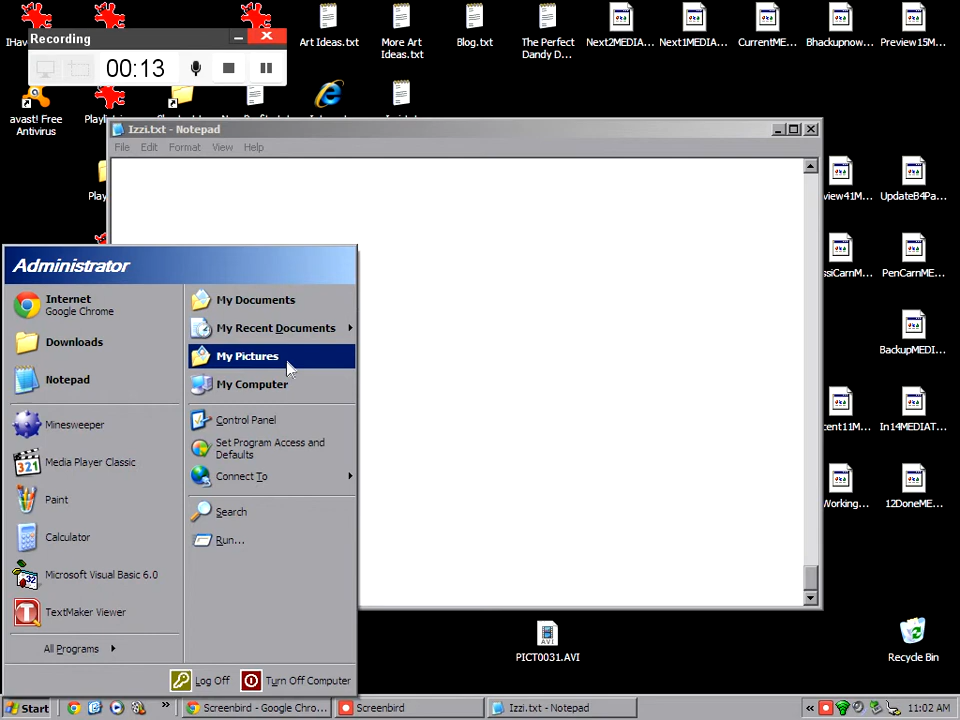 IHav
Art Ideas.txt
More Art
Ideas.txt
Blog.txt
The Perfect
Dandy D...
Next2MEDIA...
Next1MEDIA...
CurrentME...
Bhackupnow...
Preview15M...
Recording
00:13
avast! Free
Antivirus
Izzi.txt - Notepad
File Edit Format View Help
UpdateB4Pa...
PenCarnME...
BackupMEDI...
In14MEDIAT...
12DoneME...
Administrator
Internet
Google Chrome
Downloads
Notepad
Minesweeper
Media Player Classic
Paint
Calculator
Microsoft Visual Basic 6.0
TextMaker Viewer
All Programs
My Documents
My Recent Documents
My Pictures
My Computer
Control Panel
Set Program Access and
Defaults
Connect To
Search
Run...
Log Off
Turn Off Computer
PICT0031.AVI
Recycle Bin
Start
Screenbird - Google Chro...
Screenbird
Izzi.txt - Notepad
11:02 AM